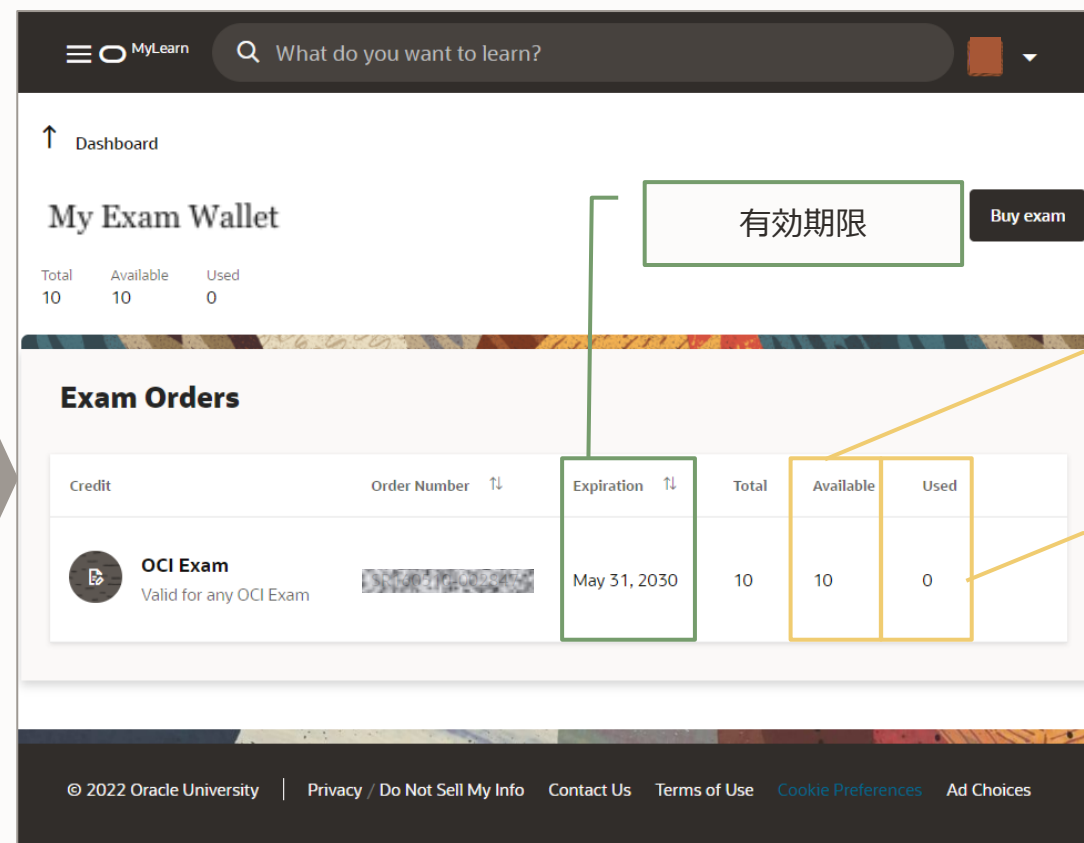 MyLearn
What do you want to learn?
Dashboard
My Exam Wallet
有効期限
Buy exam
Total Available Used
10 10 0
Exam Orders
Credit Order Number Expiration Total Available Used
OCI Exam
Valid for any OCI Exam
May 31, 2030 10 10 0
© 2022 Oracle University Privacy / Do Not Sell My Info Contact Us Terms of Use Cookie Preferences Ad Choices